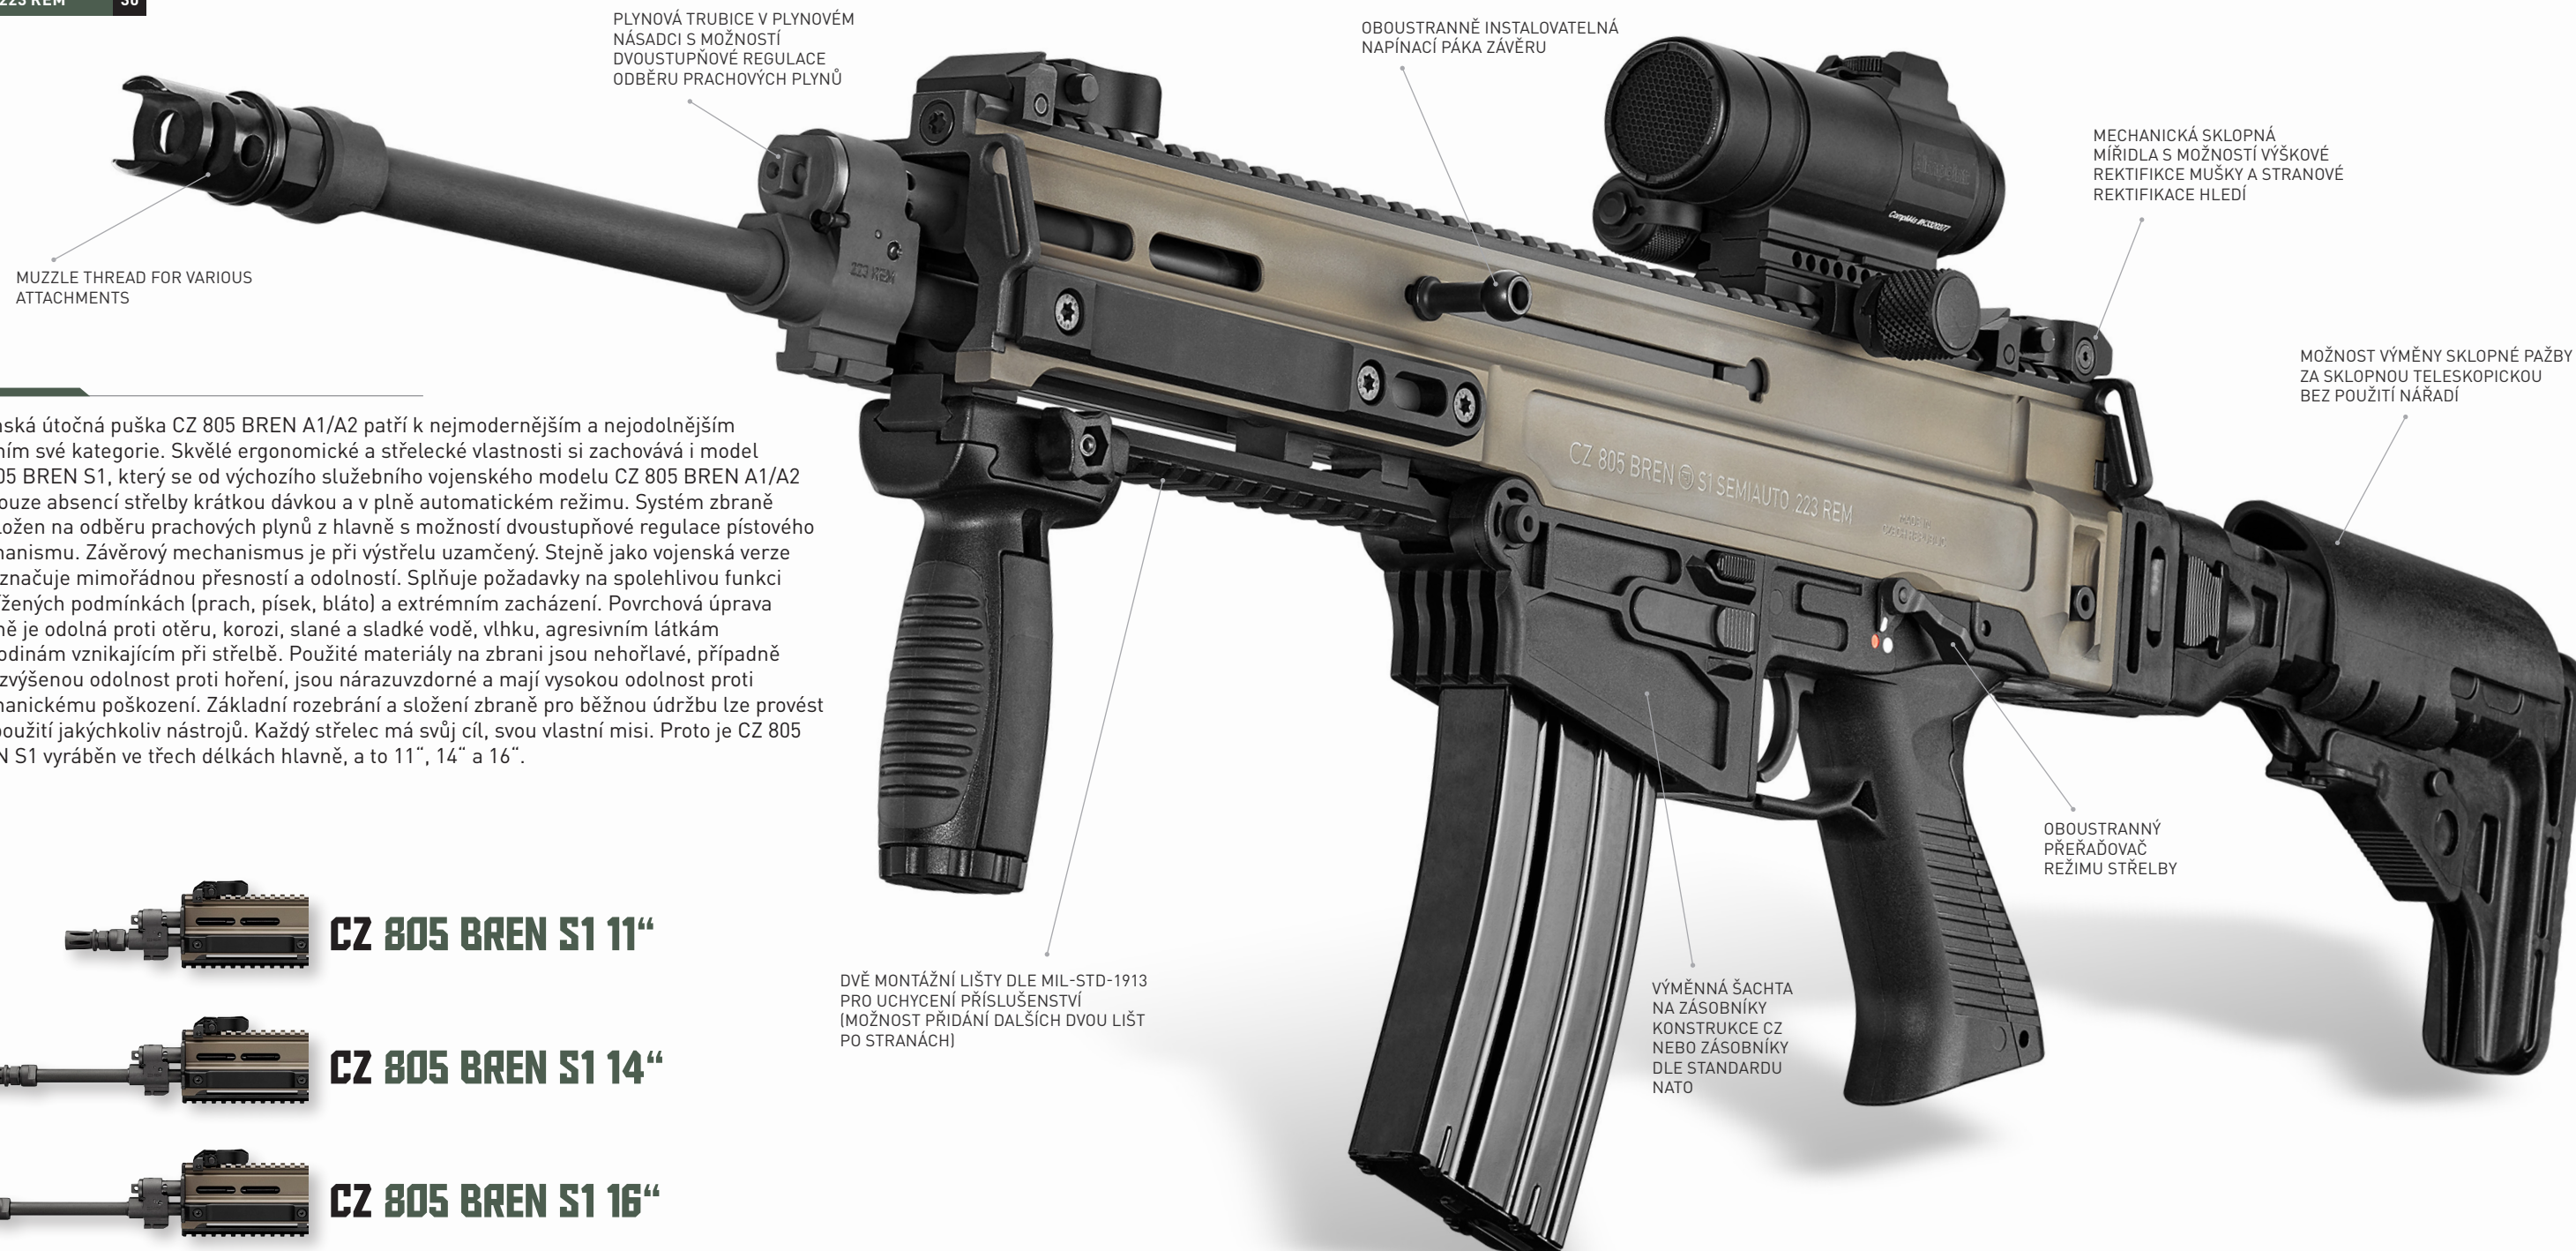 223 REM 30
PLYNOVÁ TRUBICE V PLYNOVÉM
NÁSADCI S MOŽNOSTÍ
DVOUSTUPŇOVÉ REGULACE
ODBĚRU PRACHOVÝCH PLYNŮ
OBOUSTRANNĚ INSTALOVATELNÁ
NAPÍNACÍ PÁKA ZÁVĚRU
MECHANICKÁ SKLOPNÁ
MÍŘIDLA S MOŽNOSTÍ VÝŠKOVÉ
REKTIFIKCE MUŠKY A STRANOVÉ
REKTIFIKACE HLEDÍ
MUZZLE THREAD FOR VARIOUS
ATTACHMENTS
MOŽNOST VÝMĚNY SKLOPNÉ PAŽBY
ZA SKLOPNOU TELESKOPICKOU
BEZ POUŽITÍ NÁŘADÍ
223 REM
CZ 805 BREN S1 SEMIAUTO .223 REM
MADE IN
CZECH REPUBLIC
nská útočná puška CZ 805 BREN A1/A2 patří k nejmodernějším a nejodolnějším
ním své kategorie. Skvělé ergonomické a střelecké vlastnosti si zachovává i model
05 BREN S1, který se od výchozího služebního vojenského modelu CZ 805 BREN A1/A2
ouze absencí střelby krátkou dávkou a v plně automatickém režimu. Systém zbraně
ložen na odběru prachových plynů z hlavně s možností dvoustupňové regulace pístového
hanismu. Závěrový mechanismus je při výstřelu uzamčený. Stejně jako vojenská verze
značuje mimořádnou přesností a odolností. Splňuje požadavky na spolehlivou funkci
ížených podmínkách (prach, písek, bláto) a extrémním zacházení. Povrchová úprava
ně je odolná proti otěru, korozi, slané a sladké vodě, vlhku, agresivním látkám
odinám vznikajícím při střelbě. Použité materiály na zbrani jsou nehořlavé, případně
zvýšenou odolnost proti hoření, jsou nárazuvzdorné a mají vysokou odolnost proti
hanickému poškození. Základní rozebrání a složení zbraně pro běžnou údržbu lze provést
použití jakýchkoliv nástrojů. Každý střelec má svůj cíl, svou vlastní misi. Proto je CZ 805
N S1 vyráběn ve třech délkách hlavně, a to 11“, 14“ a 16“.
OBOUSTRANNÝ
PŘEŘAĎOVAČ
REŽIMU STŘELBY
CZ 805 BREN S1 11“
DVĚ MONTÁŽNÍ LIŠTY DLE MIL-STD-1913
PRO UCHYCENÍ PŘÍSLUŠENSTVÍ
(MOŽNOST PŘIDÁNÍ DALŠÍCH DVOU LIŠT
PO STRANÁCH)
VÝMĚNNÁ ŠACHTA
NA ZÁSOBNÍKY
KONSTRUKCE CZ
NEBO ZÁSOBNÍKY
DLE STANDARDU
NATO
CZ 805 BREN S1 14“
CZ 805 BREN S1 16“